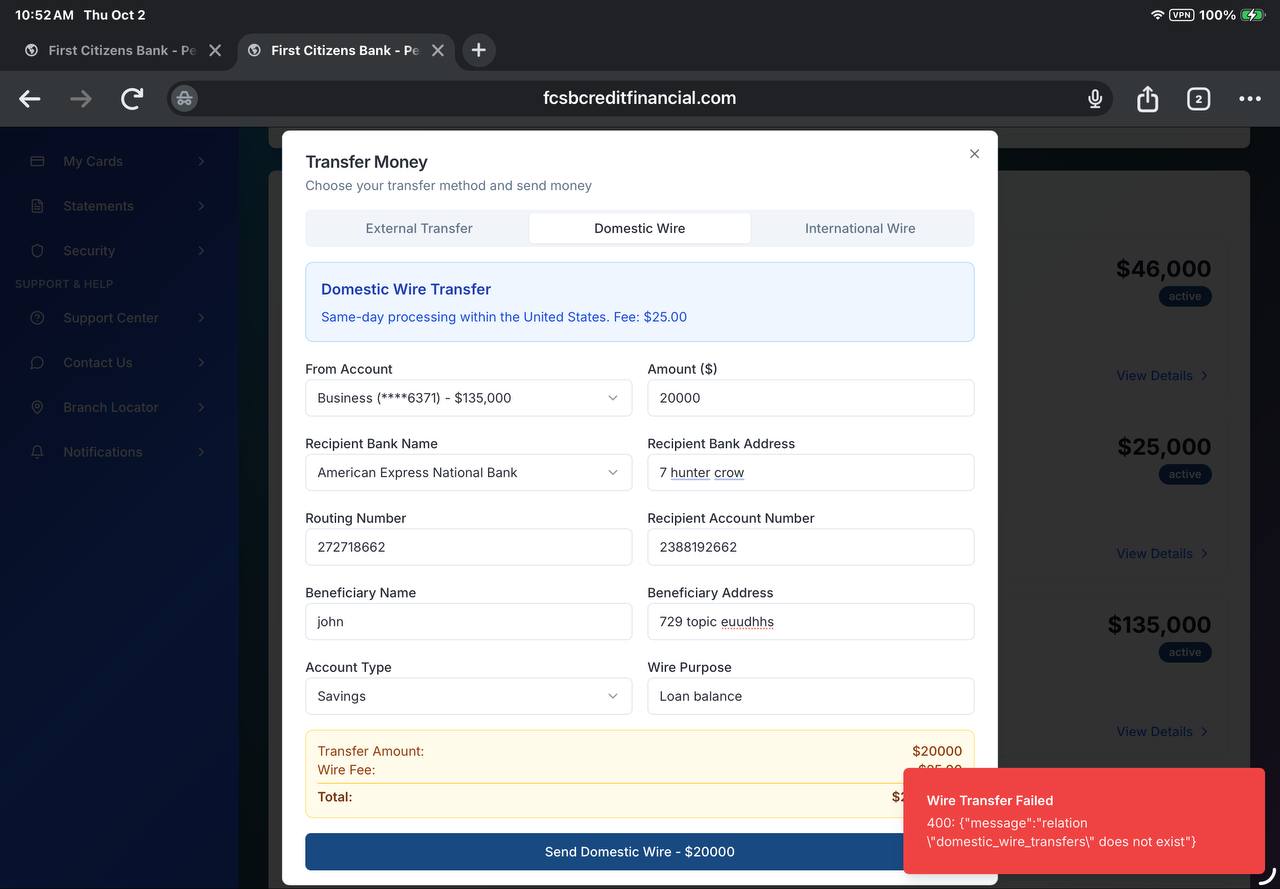 10:52 AM Thu Oct 2
VPN 100%
First Citizens Bank - Pe
First Citizens Bank - Pe
fcsbcreditfinancial.com
2
My Cards
Statements
Security
SUPPORT & HELP
Support Center
Contact Us
Branch Locator
Notifications
Transfer Money
Choose your transfer method and send money
External Transfer
Domestic Wire
International Wire
Domestic Wire Transfer
Same-day processing within the United States. Fee: $25.00
From Account
Amount ($)
Business (****6371) - $135,000
20000
Recipient Bank Name
Recipient Bank Address
American Express National Bank
7 hunter crow
Routing Number
Recipient Account Number
272718662
2388192662
Beneficiary Name
Beneficiary Address
john
729 topic euudhhs
Account Type
Wire Purpose
Savings
Loan balance
Transfer Amount: $20000
Wire Fee:
Total:
Send Domestic Wire - $20000
$46,000
active
View Details
$25,000
active
View Details
$135,000
active
View Details
Wire Transfer Failed
400: {"message":"relation
\"domestic_wire_transfers\" does not exist"}